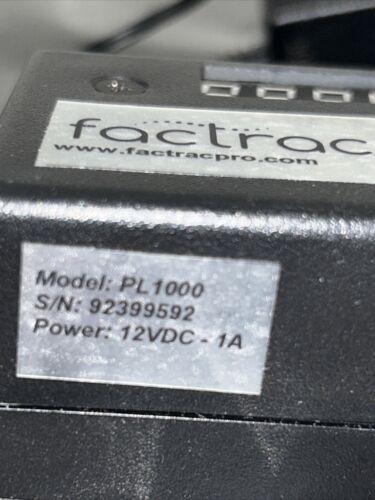 factrac
www.factracpro.com
Model: PL1000
S/N: 92399592
Power: 12VDC - 1A